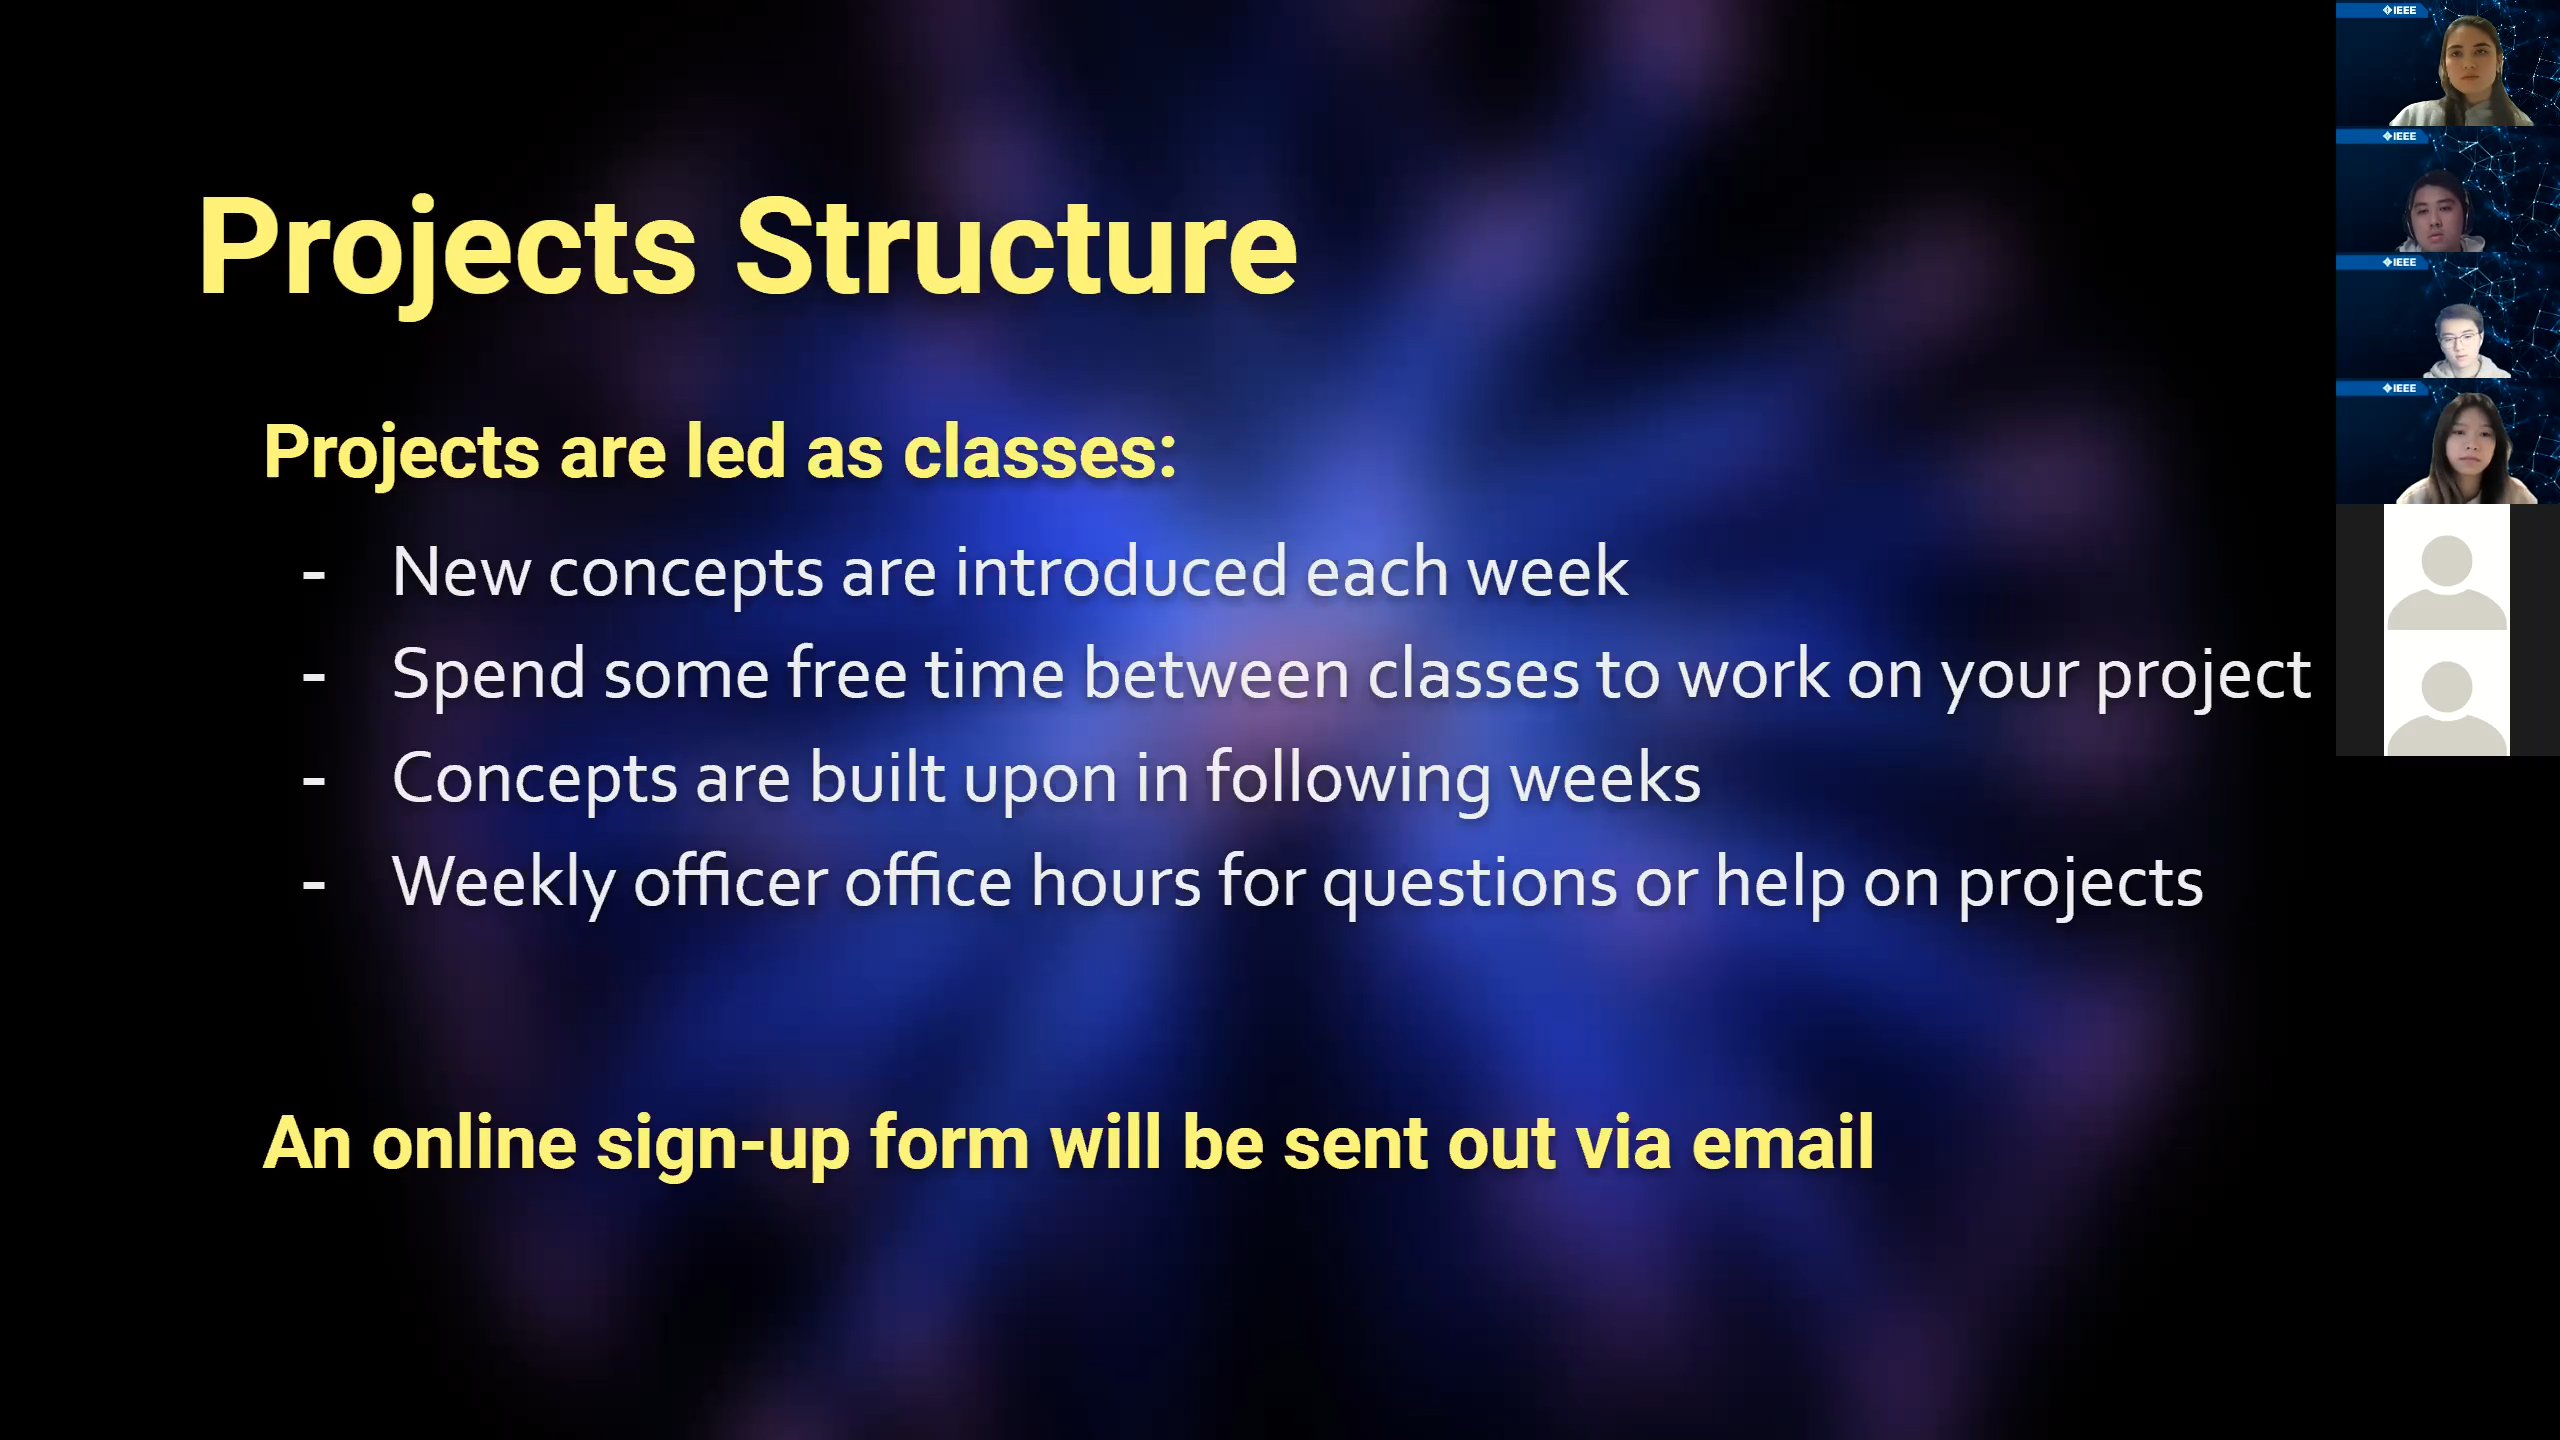 Projects Structure
Projects are led as classes:
- New concepts are introduced each week
- Spend some free time between classes to work on your project
- Concepts are built upon in following weeks
- Weekly officer office hours for questions or help on projects
An online sign-up form will be sent out via email
IEEE
IEEE
IEEE
IEEE